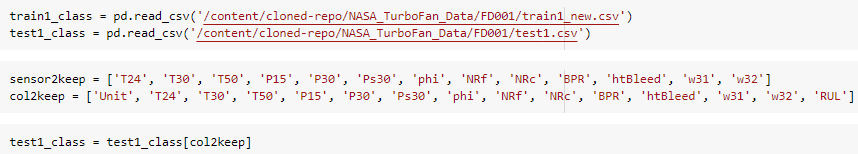 train1_class = pd.read_csv('/content/cloned-repo/NASA_TurboFan_Data/FD001/train1_new.csv')
test1_class = pd.read_csv('/content/cloned-repo/NASA_TurboFan_Data/FD001/test1.csv')
sensor2keep = ['T24', 'T30', 'T50', 'P15', 'P30', 'Ps30', 'phi', 'NRf', 'NRc', 'BPR', 'htBleed', 'w31', 'w32']
col2keep = ['Unit', 'T24', 'T30', 'T50', 'P15', 'P30', 'Ps30', 'phi', 'NRf', 'NRc', 'BPR', 'htBleed', 'w31', 'w32', 'RUL']
test1_class = test1_class[col2keep]